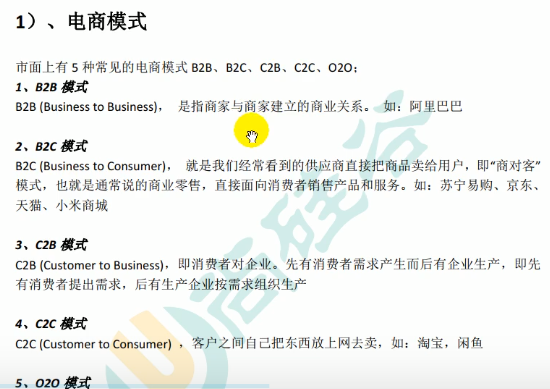 1）、电商模式
市面上有 5 种常见的电商模式 B2B、B2C、C2B、C2C、O2O；
1、B2B 模式
B2B (Business to Business)， 是指商家与商家建立的商业关系。 如：阿里巴巴
2、B2C 模式
B2C (Business to Consumer)， 就是我们经常看到的供应商直接把商品卖给用户，即“商对客”
模式，也就是通常说的商业零售，直接面向消费者销售产品和服务。如：苏宁易购、京东、
天猫、小米商城
3、C2B 模式
C2B (Customer to Business)，即消费者对企业。先有消费者需求产生而后有企业生产，即先
有消费者提出需求，后有生产企业按需求组织生产
4、C2C 模式
C2C (Customer to Consumer) ，客户之间自己把东西放上网去卖，如：淘宝，闲鱼
5、O2O 模式
尚硅谷